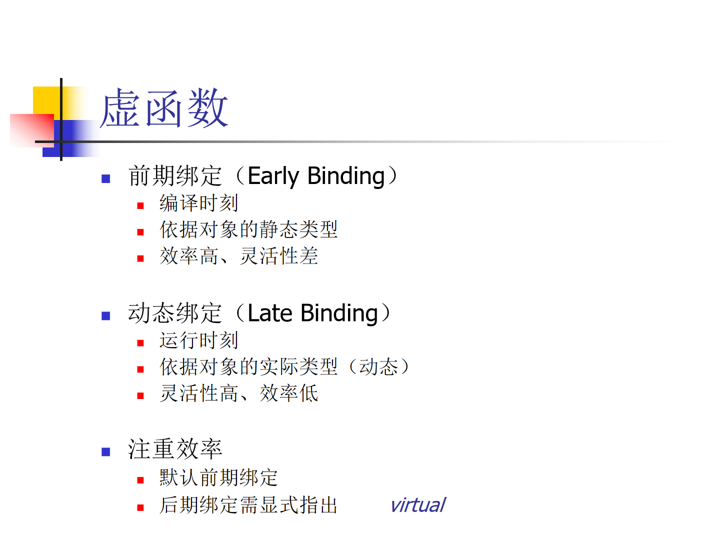 虚函数
前期绑定（Early Binding）
编译时刻
依据对象的静态类型
效率高、灵活性差
动态绑定（Late Binding）
运行时刻
依据对象的实际类型（动态）
灵活性高、效率低
注重效率
默认前期绑定
后期绑定需显式指出 virtual